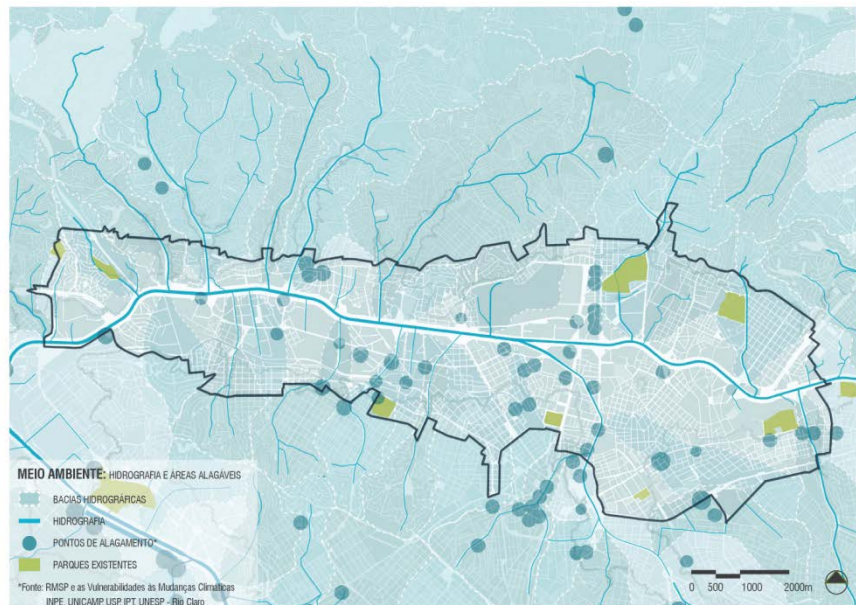 MEIO AMBIENTE: HIDROGRAFIA E ÁREAS ALAGÁVEIS
BACIAS HIDROGRÁFICAS
HIDROGRAFIA
PONTOS DE ALAGAMENTO*
PARQUES EXISTENTES
*Fonte: RMSP e as Vulnerabilidades às Mudanças Climáticas
INPE, UNICAMP, USP, IPT, UNESP - Rio Claro
0 500 1000 2000m